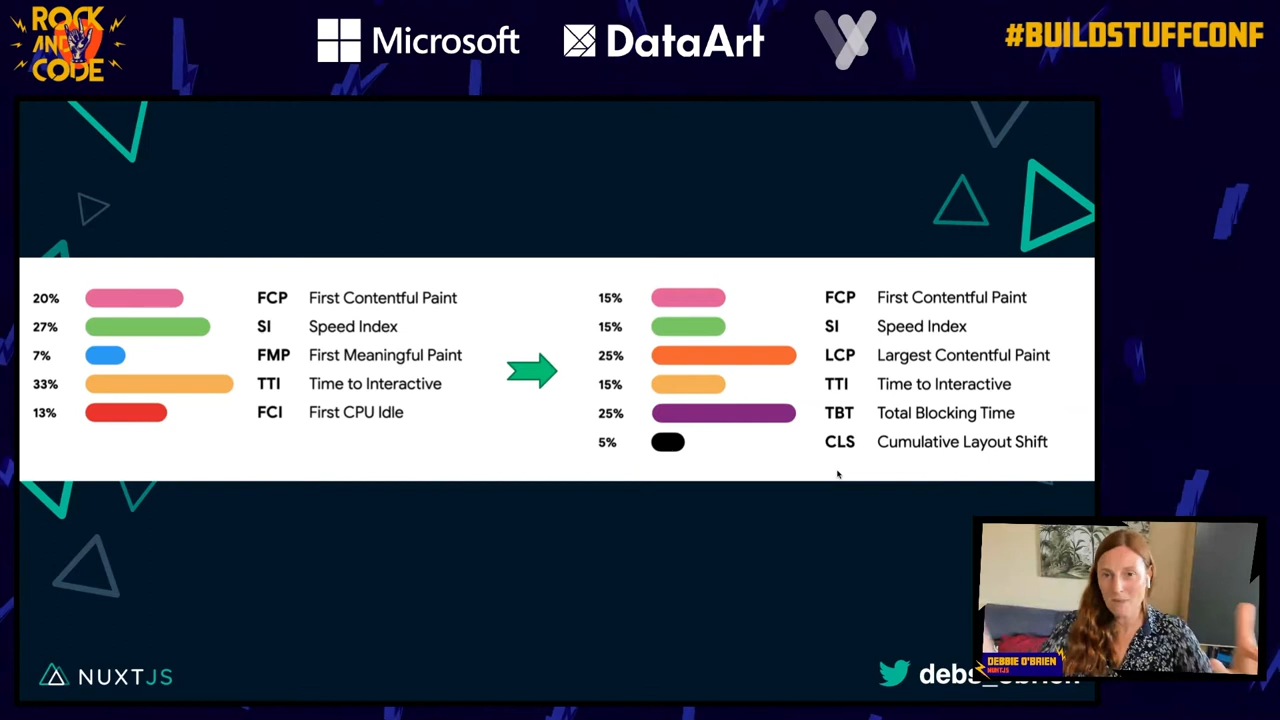 ROCK
AND
CODE
Microsoft
DataArt
#BUILDSTUFFCONF
20% FCP First Contentful Paint
27% SI Speed Index
7% FMP First Meaningful Paint
33% TTI Time to Interactive
13% FCI First CPU Idle
15% FCP First Contentful Paint
15% SI Speed Index
25% LCP Largest Contentful Paint
15% TTI Time to Interactive
25% TBT Total Blocking Time
5% CLS Cumulative Layout Shift
NUXTJS
DEBBIE O'BRIEN
NUXTJS